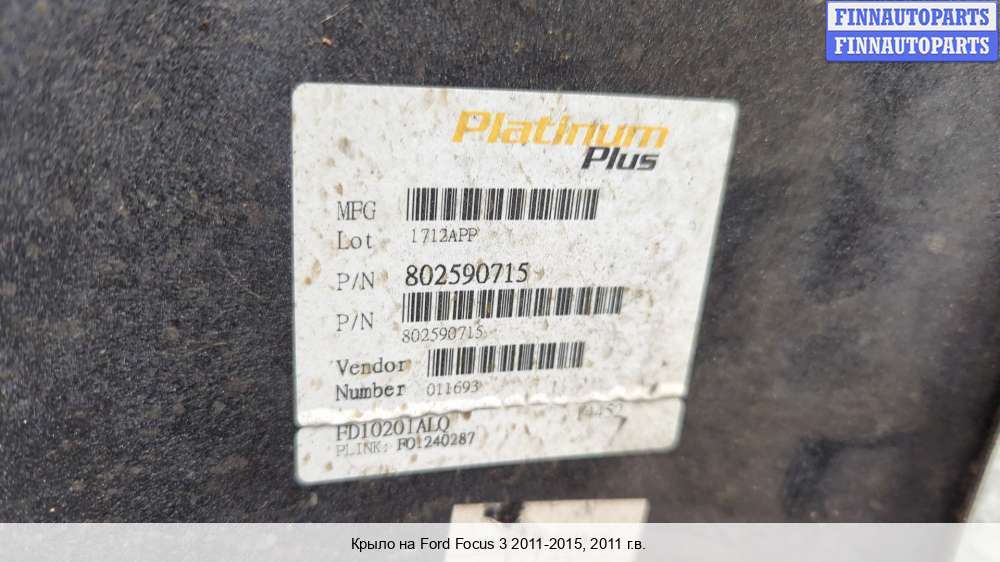 FINNAUTOPARTS
FINNAUTOPARTS
Platinum
Plus
MFG
Lot 1712APP
P/N 802590715
P/N
802590715
Vendor
Number 011693
FD10201ALQ
PLINK: FO1240287
Крыло на Ford Focus 3 2011-2015, 2011 г.в.